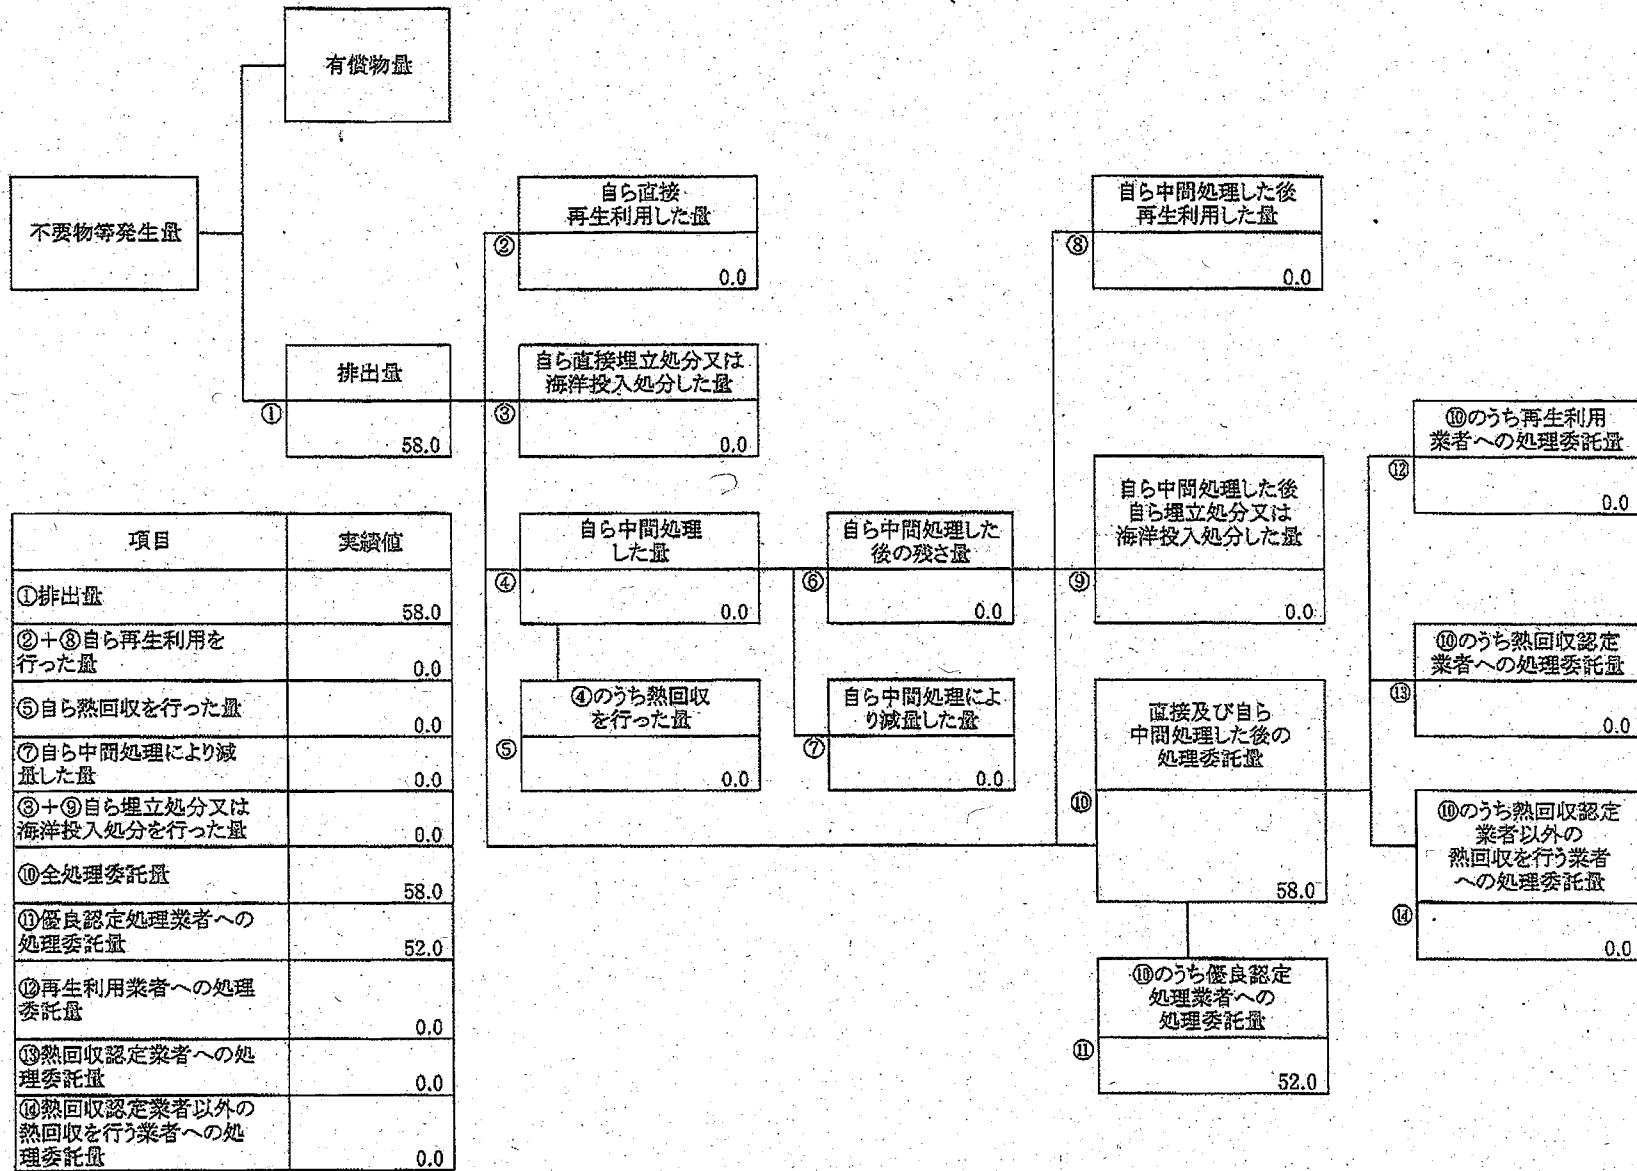 有償物量
不要物等発生量
自ら直接
再生利用した量
②
0.0
自ら中間処理した後
再生利用した量
⑧
0.0
排出量
①
58.0
自ら直接埋立処分又は
海洋投入処分した量
③
0.0
⑩のうち再生利用
業者への処理委託量
⑫
0.0
自ら中間処理
した量
④
0.0
自ら中間処理した
後の残さ量
⑥
0.0
自ら中間処理した後
自ら埋立処分又は
海洋投入処分した量
⑨
0.0
⑩のうち熱回収認定
業者への処理委託量
⑬
0.0
④のうち熱回収
を行った量
⑤
0.0
自ら中間処理によ
り減量した量
⑦
0.0
直接及び自ら
中間処理した後の
処理委託量
⑩
58.0
⑩のうち熱回収認定
業者以外の
熱回収を行う業者
への処理委託量
⑭
0.0
⑩のうち優良認定
処理業者への
処理委託量
⑪
52.0
項目 実績値
①排出量
58.0
②+⑧自ら再生利用を
行った量 0.0
⑤自ら熱回収を行った量
0.0
⑦自ら中間処理により減
量した量 0.0
③+⑨自ら埋立処分又は
海洋投入処分を行った量 0.0
⑩全処理委託量
58.0
⑪優良認定処理業者への
処理委託量 52.0
⑫再生利用業者への処理
委託量
0.0
⑬熱回収認定業者への処
理委託量 0.0
⑭熱回収認定業者以外の
熱回収を行う業者への処
理委託量 0.0